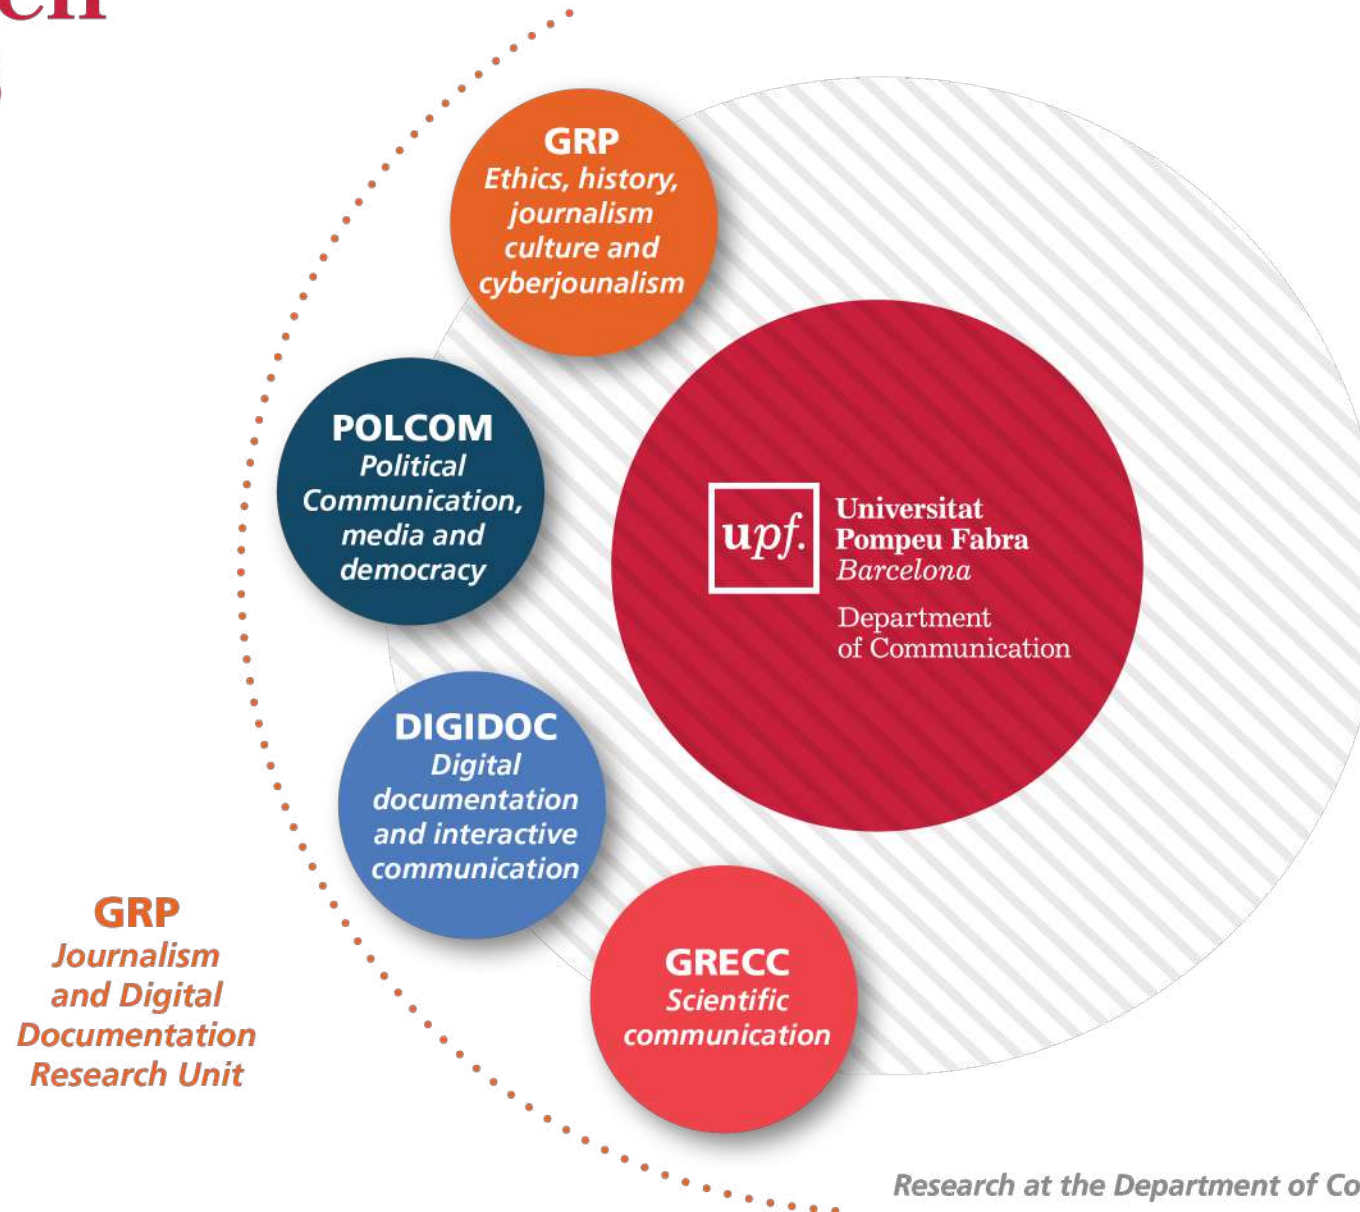 GRP
Ethics, history,
journalism
culture and
cyberjounalism
POLCOM
Political
Communication,
media and
democracy
upf.
Universitat
Pompeu Fabra
Barcelona
Department
of Communication
DIGIDOC
Digital
documentation
and interactive
communication
GRP
Journalism
and Digital
Documentation
Research Unit
GRECC
Scientific
communication
Research at the Department of